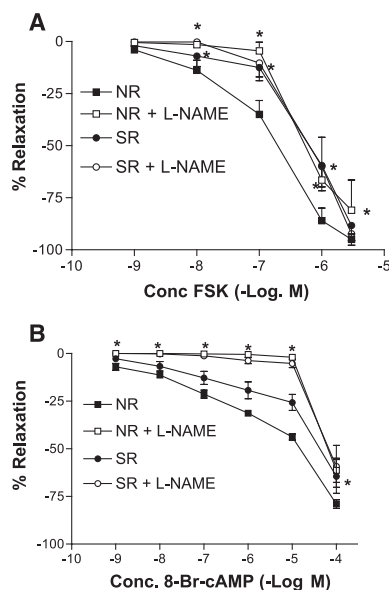 A
*
0
* *
NR
NR + L-NAME
-25
SR
% Relaxation
-50
SR + L-NAME
*
*
-75
*
-100
-10 -9 -8 -7 -6 -5
Conc FSK (-Log. M)
B
* * * * *
0
NR
-25
NR + L-NAME
% Relaxation
SR
-50
SR + L-NAME
-75
*
-100
-9 -8 -7 -6 -5 -4
Conc. 8-Br-cAMP (-Log M)